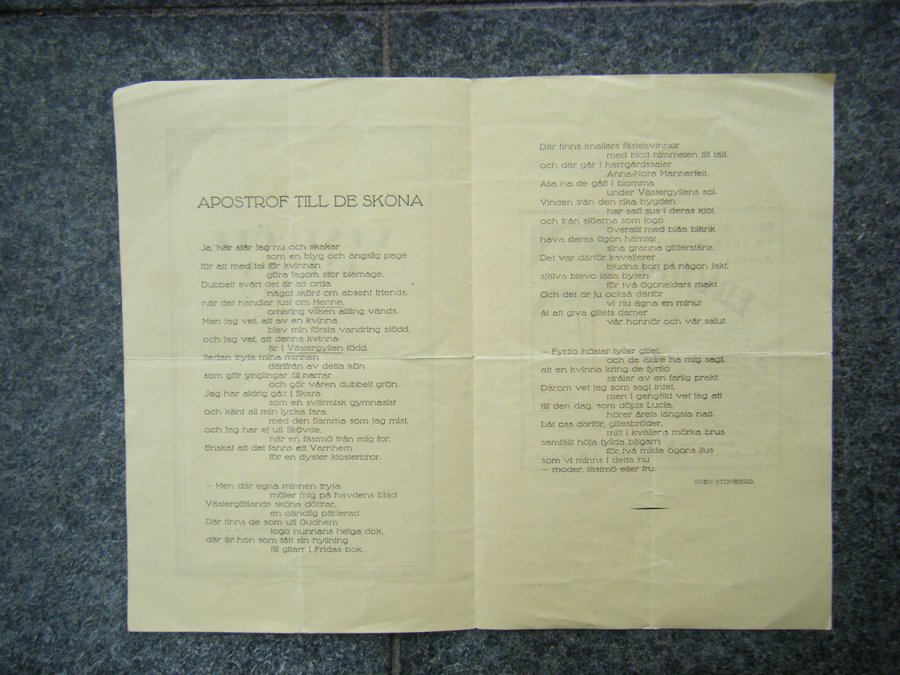 APOSTROF TILL DE SKÖNA
Ja, här står jag nu och skakar
som en blyg och ängslig page
för att med tal för kvinnan
göra lagom stor blamage.
Dubbelt svårt det är att orda
något skönt om absent friends,
när det handlar just om Henne,
omkring vilken allting vänds.
Men jag vet, att av en kvinna
blev min första vandring stödd.
och jag vet, att denna kvinna
är i Västergyllen född.
Sedan tryta mina minnen
därifrån av detta kön
som gör ynglingar till narrar
och gör våren dubbelt grön.
Jag har aldrig gått i Skara
som en svärmisk gymnasist
och känt all min lycka fara
med den flamma som jag mist,
och jag har ej utl Skövde,
när en fästmö från mig for,
önskat att det fanns ett Varnhem
för en dyster klosterbror.
— Men där egna minnen tryta
möter mig på hävdens blad
Västergötlands sköna döttrar,
en oändlig pärlerad.
Där finns de som utl Gudhem
togo nunnans helga dok,
där är hon som fått sin hyllning
till gitarr i Fridas bok.
Där finns knallars fästekvinnor
med blott himmelen till tält,
och där går i herrgårdssalar
Anna-Nora Mannerfelt.
Alla ha de gått i blomma
under Västergyllens sol.
Vinden från den rika bygden
har satt sus i deras kjol,
och från sjöarna som logo
överallt med blåa blänk
hava deras ögon hämtat
sina granna glitterstänk.
Det var därför kavaljerer,
bjudna bort på någon jakt,
själva blevo lätta byten
för två ögoneldars makt.
Och det är ju också därför
vi nu ägna en minut
åt att giva gillets damer
vår honnör och vår salut.
— Fyrtio höstar fyller gillet,
och de äldre ha mig sagt,
att en kvinna kring de fyrtio
strålar av en farlig prakt.
Därom vet jag som sagt intet,
men i gengäld vet jag att
till den dag, som döpts Lucia,
hörer årets längsta natt.
Låt oss därför, gillesbröder,
mitt i kvällens mörka brus
samfällt höja fyllda bägarn
för två milda ögons ljus
som vi minns i detta nu
— moder, fästmö eller fru.
SVEN STOMBERG.